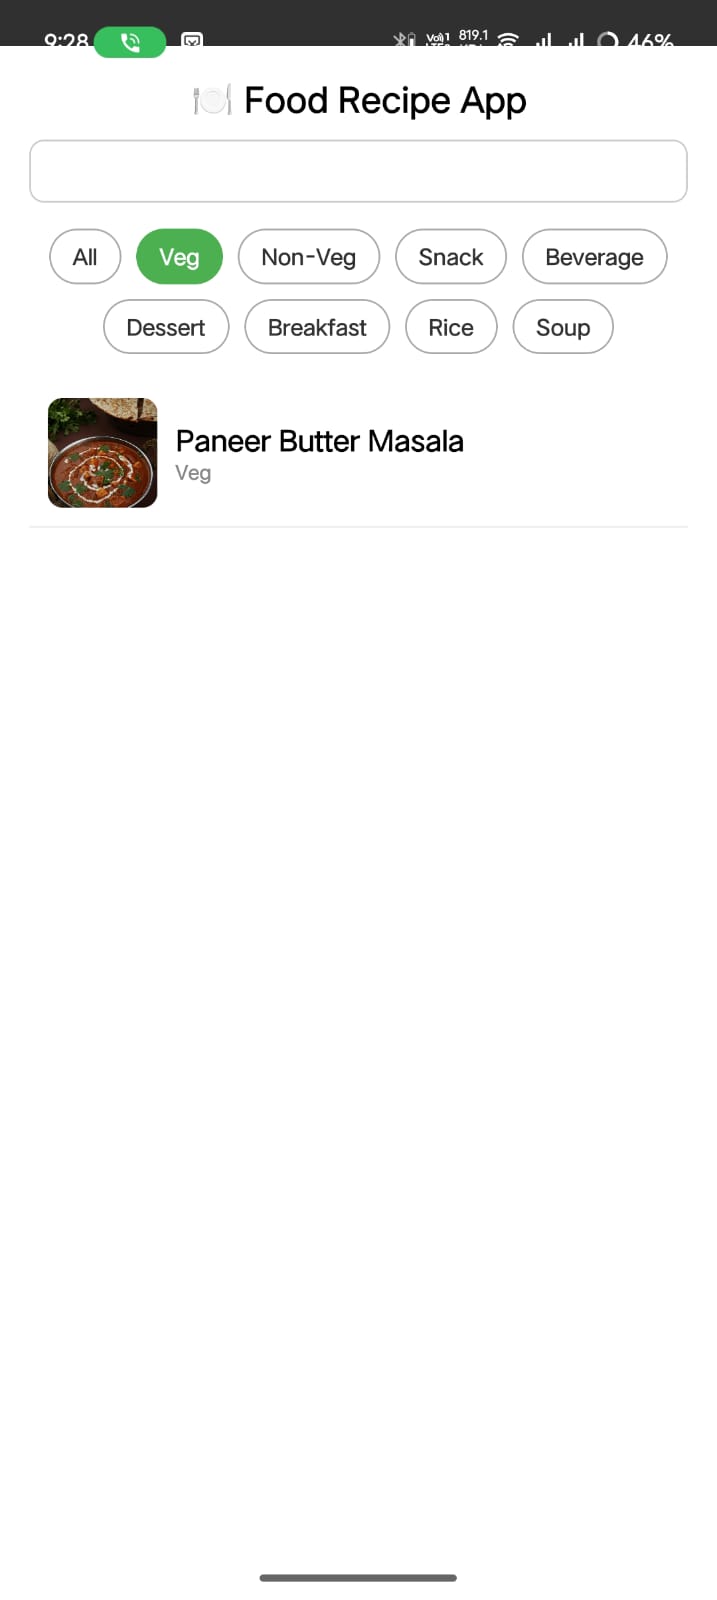 9:28 819.1 46%
🍽️ Food Recipe App
All Veg Non-Veg Snack Beverage
Dessert Breakfast Rice Soup
Paneer Butter Masala
Veg